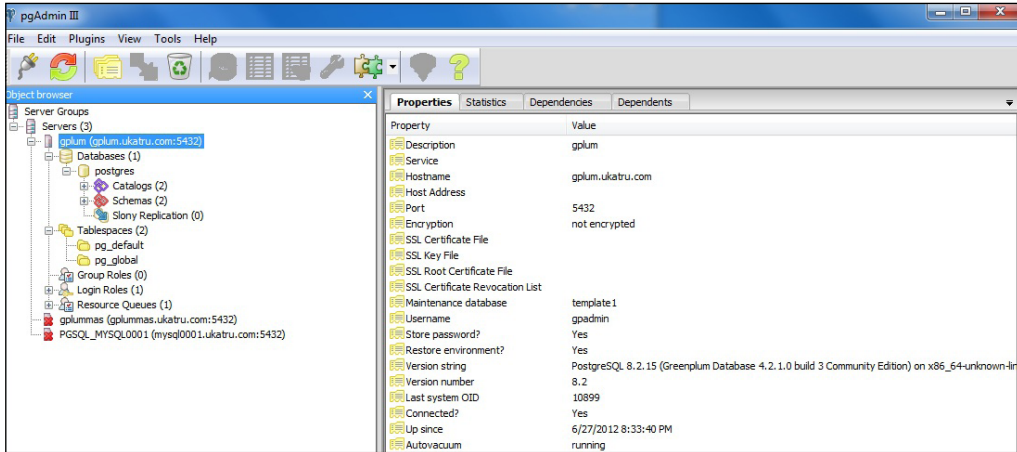 pgAdmin III
File Edit Plugins View Tools Help
Object browser
Server Groups
Servers (3)
gplum (gplum.ukatru.com:5432)
Databases (1)
postgres
Catalogs (2)
Schemas (2)
Slony Replication (0)
Tablespaces (2)
pg_default
pg_global
Group Roles (0)
Login Roles (1)
Resource Queues (1)
gplummas (gplummas.ukatru.com:5432)
PGSQL_MYSQL0001 (mysql0001.ukatru.com:5432)
Properties Statistics Dependencies Dependents
Property Value
Description gplum
Service
Hostname gplum.ukatru.com
Host Address
Port 5432
Encryption not encrypted
SSL Certificate File
SSL Key File
SSL Root Certificate File
SSL Certificate Revocation List
Maintenance database template1
Username gpadmin
Store password? Yes
Restore environment? Yes
Version string PostgreSQL 8.2.15 (Greenplum Database 4.2.1.0 build 3 Community Edition) on x86_64-unknown-lin
Version number 8.2
Last system OID 10899
Connected? Yes
Up since 6/27/2012 8:33:40 PM
Autovacuum running